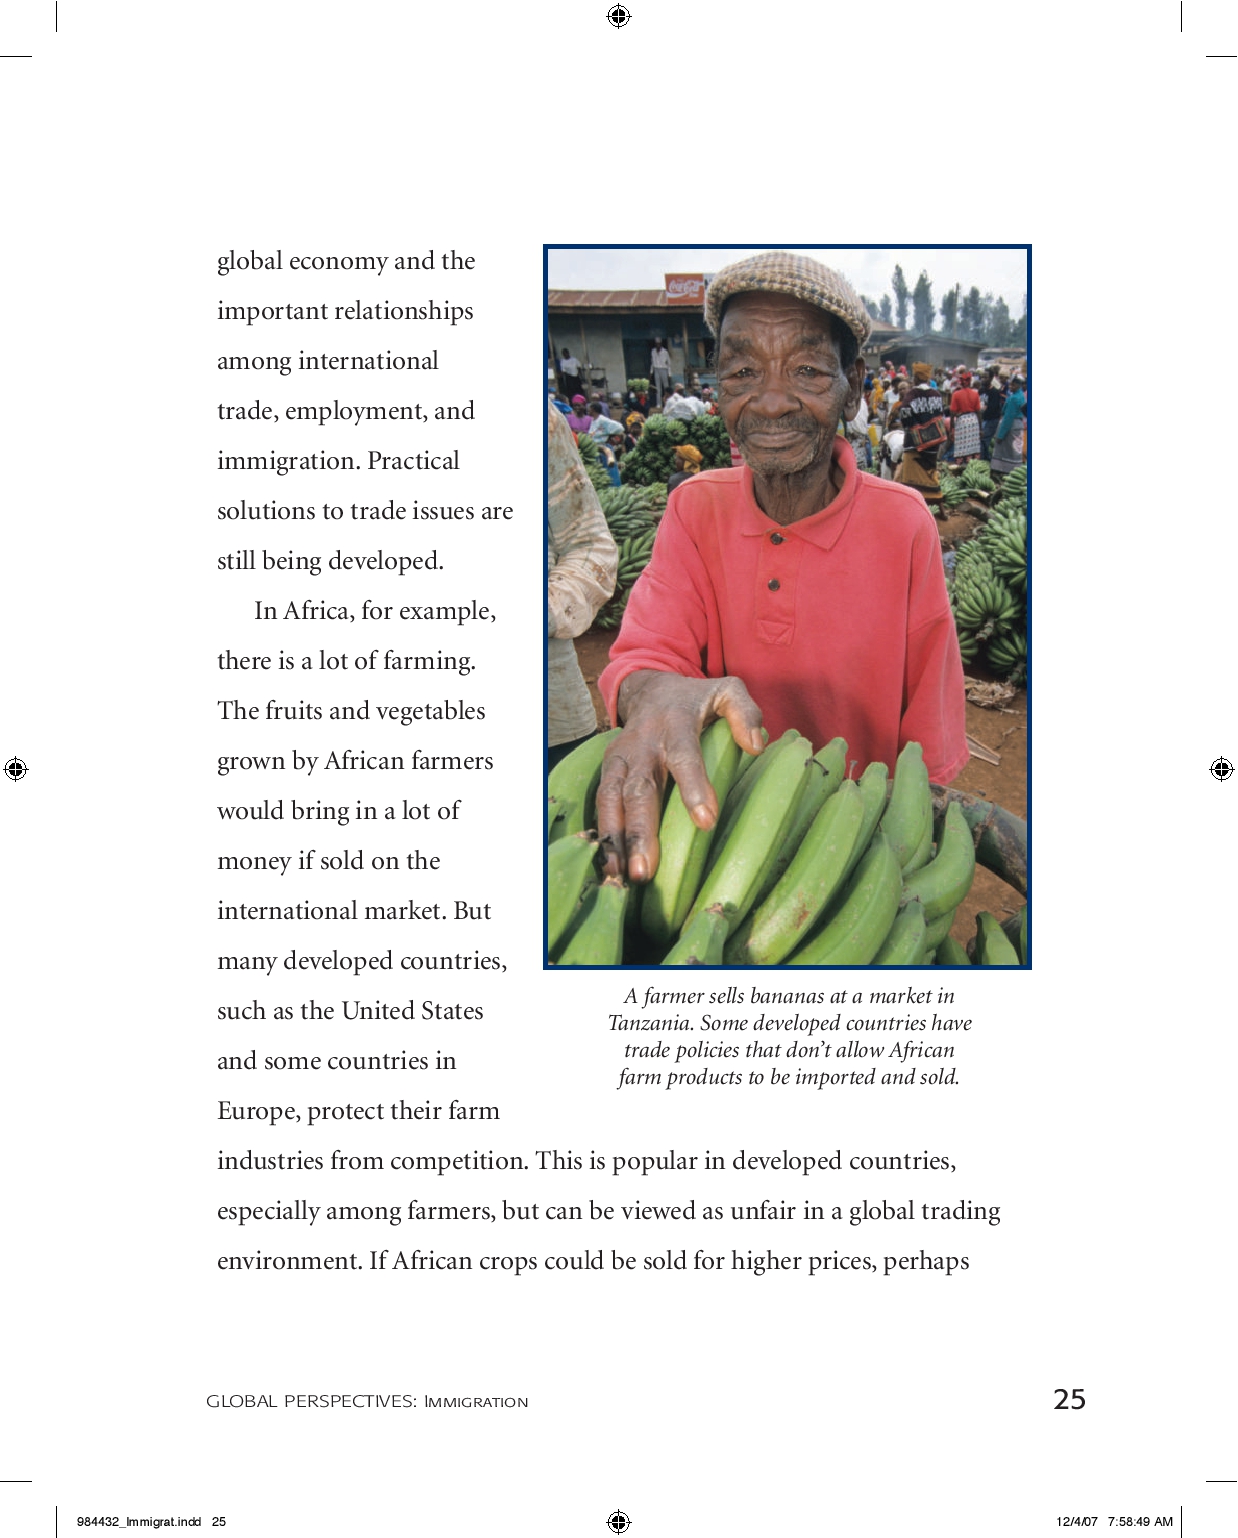 global economy and the
important relationships
among international
trade, employment, and
immigration. Practical
solutions to trade issues are
still being developed.
In Africa, for example,
there is a lot of farming.
The fruits and vegetables
grown by African farmers
would bring in a lot of
money if sold on the
international market. But
many developed countries,
such as the United States
and some countries in
Europe, protect their farm
industries from competition. This is popular in developed countries,
especially among farmers, but can be viewed as unfair in a global trading
environment. If African crops could be sold for higher prices, perhaps
Coca-Cola
A farmer sells bananas at a market in
Tanzania. Some developed countries have
trade policies that don’t allow African
farm products to be imported and sold.
GLOBAL PERSPECTIVES: Immigration 25
984432_Immigrat.indd 25 12/4/07 7:58:49 AM